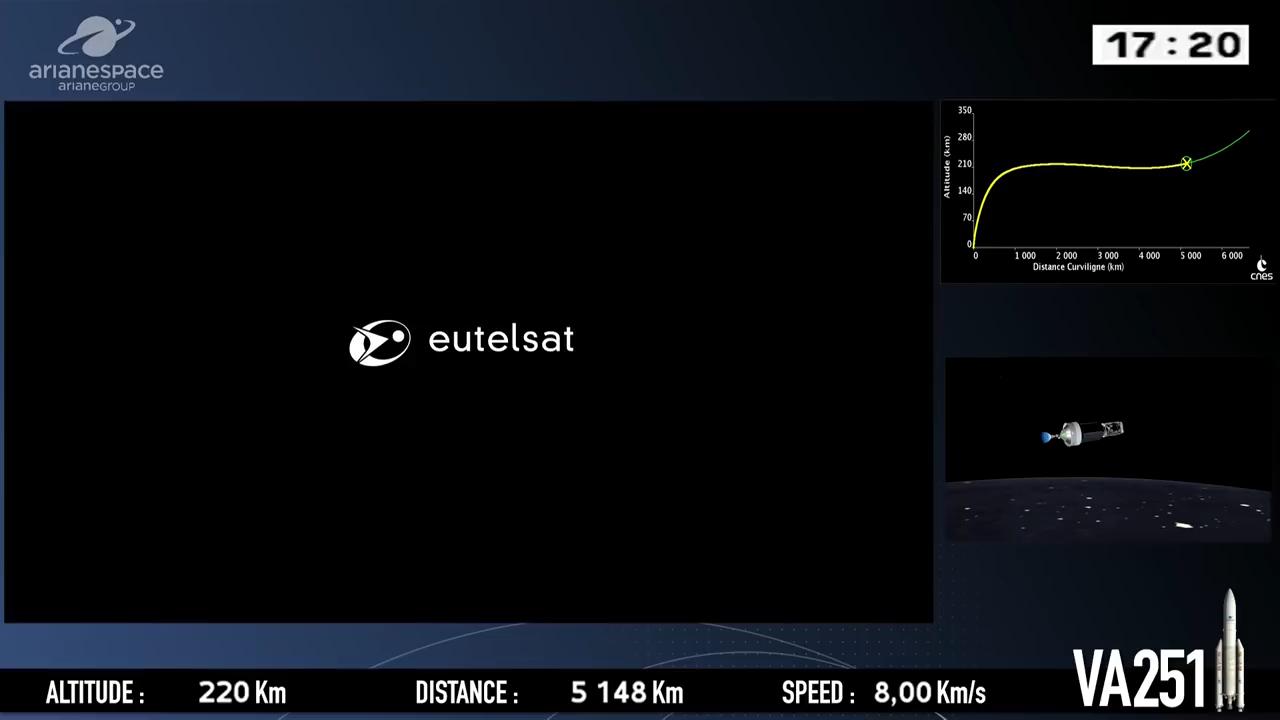 arianespace
arianeGROUP
17 : 20
Altitude (km)
350
280
210
140
70
0
0 1 000 2 000 3 000 4 000 5 000 6 000
Distance Curviligne (km)
cnes
eutelsat
VA251
ALTITUDE : 220 Km DISTANCE : 5 148 Km SPEED : 8,00 Km/s